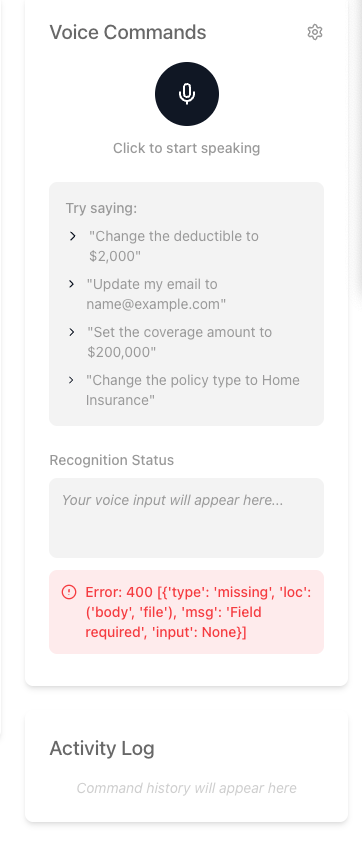 Voice Commands
Click to start speaking
Try saying:
"Change the deductible to
$2,000"
"Update my email to
name@example.com"
"Set the coverage amount to
$200,000"
"Change the policy type to Home
Insurance"
Recognition Status
Your voice input will appear here...
Error: 400 [{'type': 'missing', 'loc':
('body', 'file'), 'msg': 'Field
required', 'input': None}]
Activity Log
Command history will appear here